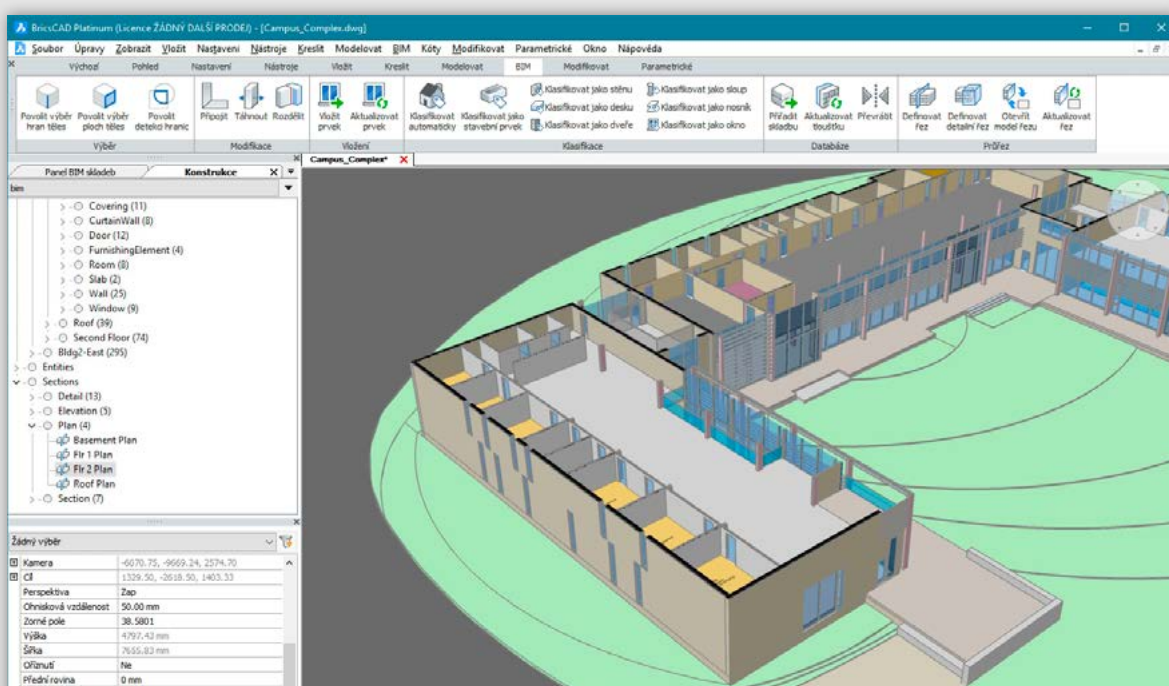 BricsCAD Platinum (Licence ŽÁDNÝ DALŠÍ PRODEJ) - [Campus_Complex.dwg]
Soubor Úpravy Zobrazit Vložit Nastavení Nástroje Kreslit Modelovat BIM Kóty Modifikovat Parametrické Okno Nápověda
Výchozí Pohled Nastavení Nástroje Vložit Kreslit Modelovat BIM Modifikovat Parametrické
Povolit výběr hran těles
Povolit výběr ploch těles
Povolit detekci hranic
Výběr
Připojit Táhnout Rozdělit
Modifikace
Vložit prvek
Aktualizovat prvek
Vložení
Klasifikovat automaticky
Klasifikovat jako stavební prvek
Klasifikovat jako stěnu
Klasifikovat jako desku
Klasifikovat jako dveře
Klasifikovat jako sloup
Klasifikovat jako nosník
Klasifikovat jako okno
Klasifikace
Přiřadit skladbu
Aktualizovat tloušťku
Převrátit
Databáze
Definovat řez
Definovat detailní řez
Otevřít model řezu
Aktualizovat řez
Průřez
Panel BIM skladeb
Konstrukce
Campus_Complex*
bim
Covering (11)
CurtainWall (8)
Door (12)
FurnishingElement (4)
Room (8)
Slab (2)
Wall (25)
Window (9)
Roof (39)
Second Floor (74)
Bldg2-East (295)
Entities
Sections
Detail (13)
Elevation (5)
Plan (4)
Basement Plan
Flr 1 Plan
Flr 2 Plan
Roof Plan
Section (7)
Žádný výběr
Kamera -6070.75, -9669.24, 2574.70
Cíl 1329.50, -2618.50, 1403.33
Perspektiva Zap
Ohnisková vzdálenost 50.00 mm
Zorné pole 38.5801
Výška 4797.43 mm
Šířka 7655.83 mm
Oříznutí Ne
Přední rovina 0 mm